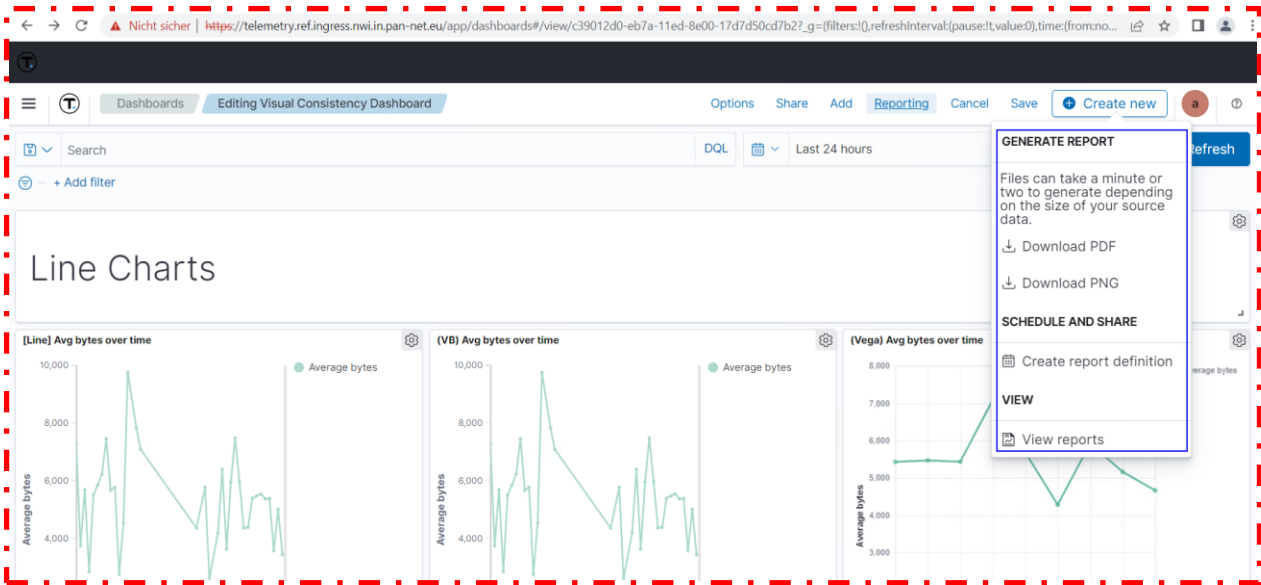 Nicht sicher | https://telemetry.ref.ingress.nwi.in.pan-net.eu/app/dashboards#/view/c39012d0-eb7a-11ed-8e00-17d7d50cd7b2?_g=(filters:!(),refreshInterval:(pause:!t,value:0),time:(from:no...
T.
T. Dashboards Editing Visual Consistency Dashboard Options Share Add Reporting Cancel Save Create new a
Search DQL Last 24 hours Refresh
+ Add filter
GENERATE REPORT
Files can take a minute or
two to generate depending
on the size of your source
data.
Download PDF
Download PNG
SCHEDULE AND SHARE
Create report definition
VIEW
View reports
Line Charts
[Line] Avg bytes over time
Average bytes
10,000
8,000
6,000
4,000
Average bytes
(VB) Avg bytes over time
Average bytes
10,000
8,000
6,000
4,000
Average bytes
(Vega) Avg bytes over time
erage bytes
8,000
7,000
6,000
5,000
4,000
3,000
Average bytes